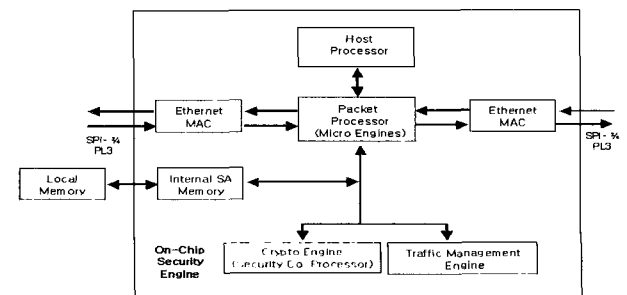 Host
Processor
Ethernet
MAC
Packet
Processor
(Micro Engines)
Ethernet
MAC
SPI- ¾
PL3
SPI- ¾
PL3
Local
Memory
Internal SA
Memory
On-Chip
Security
Engine
Crypto Engine
(Security Co. Processor)
Traffic Management
Engine